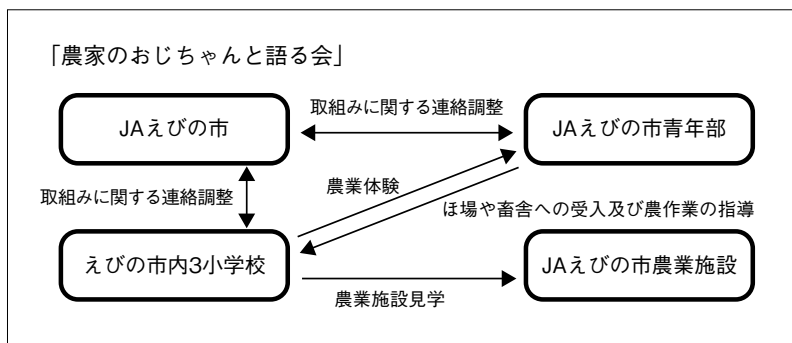 「農家のおじちゃんと語る会」
JAえびの市
取組みに関する連絡調整
JAえびの市青年部
取組みに関する連絡調整
農業体験
ほ場や畜舎への受入及び農作業の指導
えびの市内3小学校
農業施設見学
JAえびの市農業施設